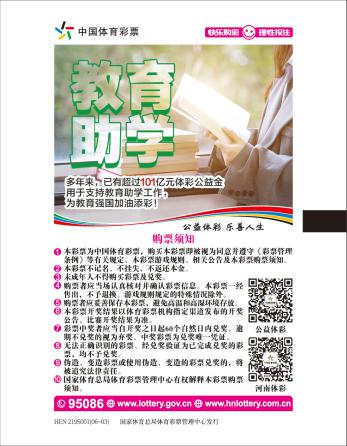 中国体育彩票
快乐购彩 理性投注
教育
助学
多年来，已有超过101亿元体彩公益金
用于支持教育助学工作，
为教育强国加油添彩！
公益体彩 乐善人生
购票须知
1 本彩票为中国体育彩票，购买本彩票即被视为同意并遵守《彩票管理
条例》等有关规定、本彩票游戏规则、相关公告及本彩票购票须知。
2 本彩票不记名、不挂失、不返还本金。
3 未成年人不得购买彩票及兑奖。
4 购票者应当场认真核对并确认彩票信息。本彩票一经
售出，不予退换。游戏规则规定的特殊情况除外。
5 购票者应妥善保存本彩票，避免高温和高湿环境存放。
6 本彩票开奖结果以体育彩票机构指定渠道发布的开奖
公告、比赛开奖结果为准。
7 彩票中奖者应当自开奖之日起60个自然日内兑奖。逾
期不兑奖的视为弃奖。中奖彩票为兑奖唯一凭证。
8 无法正确识别的彩票、经兑奖验证为已完成兑奖的彩
票，均不予兑奖。
9 伪造、变造彩票或使用伪造、变造的彩票兑奖的，将
被追究法律责任。
10 国家体育总局体育彩票管理中心有权解释本彩票购票
须知。
公益体彩
河南体彩
95086 www.lottery.gov.cn www.hnlottery.com.cn
HEN 2195001(06-03) 国家体育总局体育彩票管理中心发行